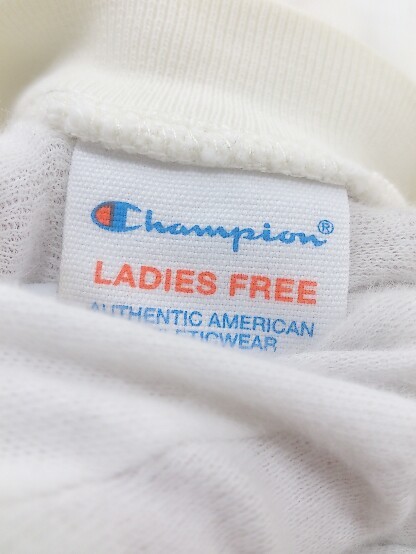 Champion®
LADIES FREE
AUTHENTIC AMERICAN